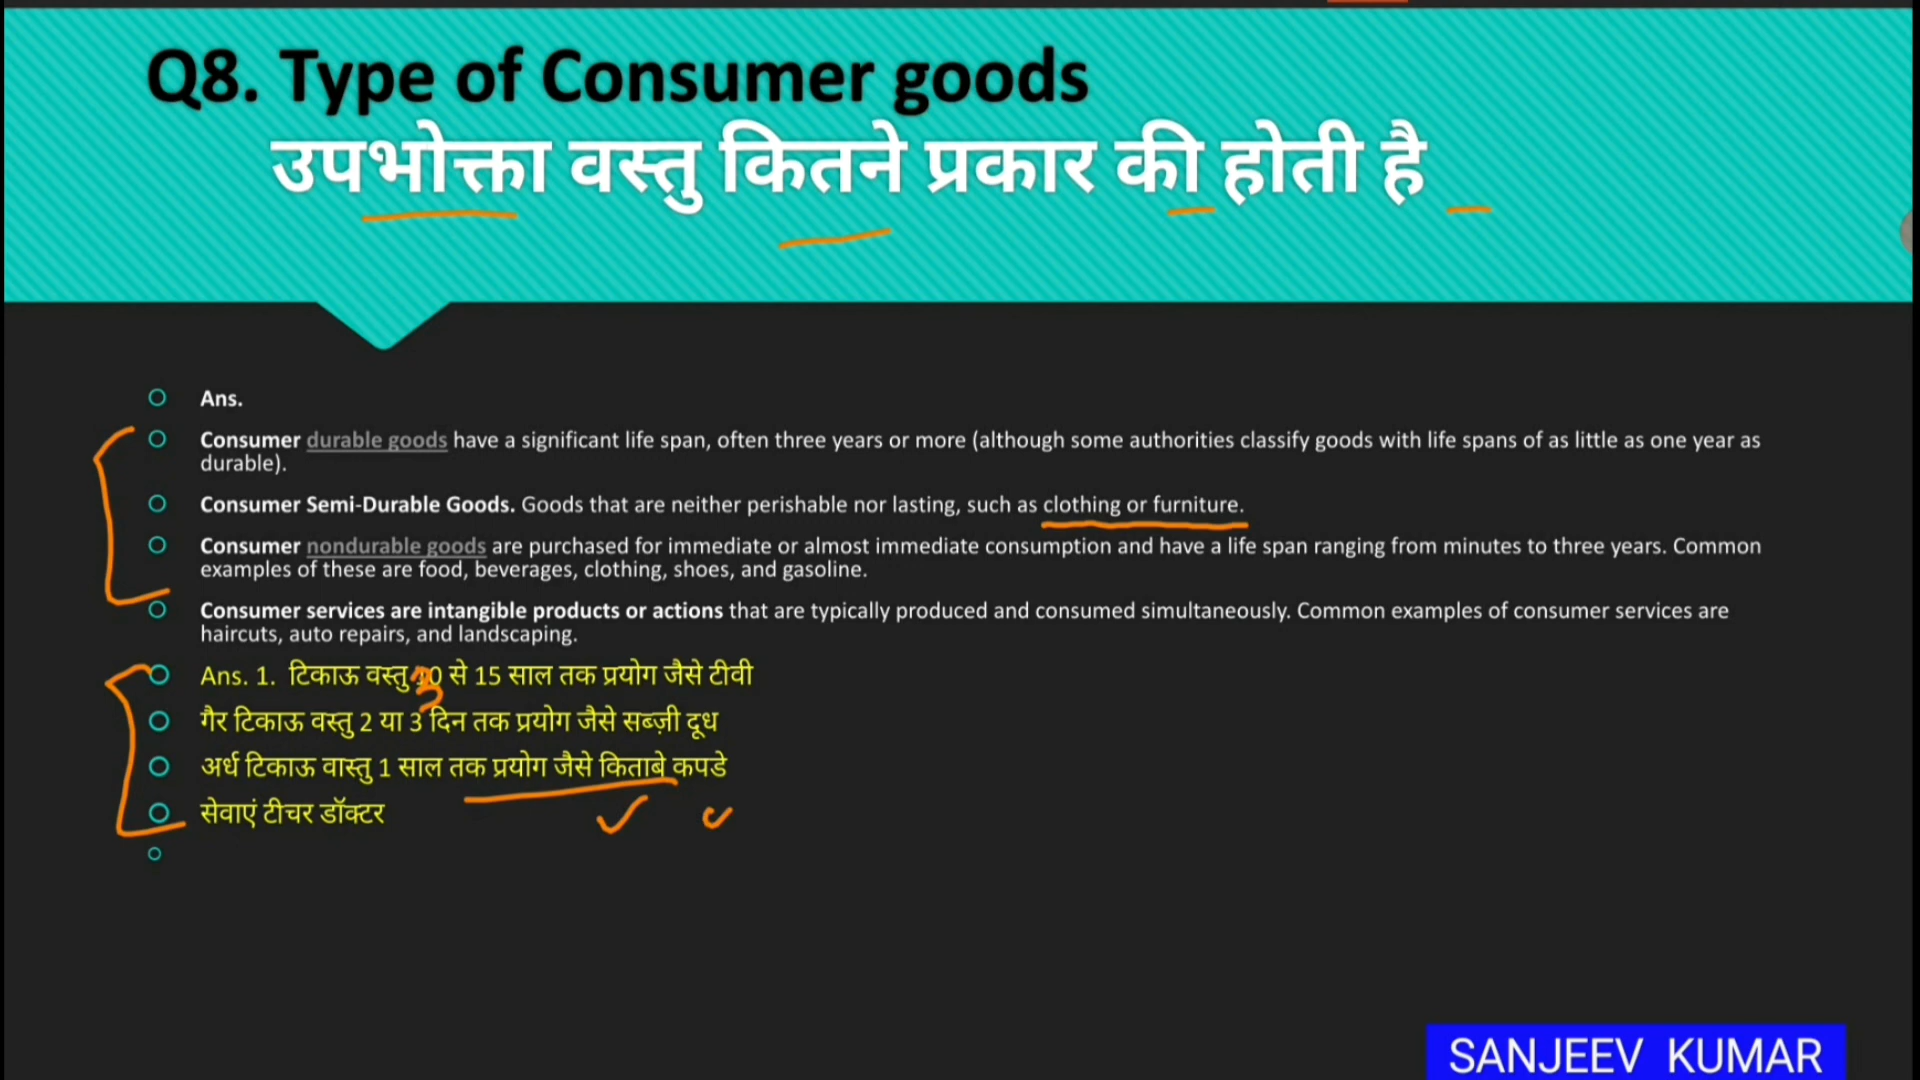 Q8. Type of Consumer goods
उपभोक्ता वस्तु कितने प्रकार की होती है
Ans.
Consumer durable goods have a significant life span, often three years or more (although some authorities classify goods with life spans of as little as one year as
durable).
Consumer Semi-Durable Goods. Goods that are neither perishable nor lasting, such as clothing or furniture.
Consumer nondurable goods are purchased for immediate or almost immediate consumption and have a life span ranging from minutes to three years. Common
examples of these are food, beverages, clothing, shoes, and gasoline.
Consumer services are intangible products or actions that are typically produced and consumed simultaneously. Common examples of consumer services are
haircuts, auto repairs, and landscaping.
Ans. 1. टिकाऊ वस्तु से 15 साल तक प्रयोग जैसे टीवी
3
गैर टिकाऊ वस्तु 2 या 3 दिन तक प्रयोग जैसे सब्ज़ी दूध
अर्ध टिकाऊ वास्तु 1 साल तक प्रयोग जैसे किताबे कपडे
सेवाएं टीचर डॉक्टर
SANJEEV KUMAR